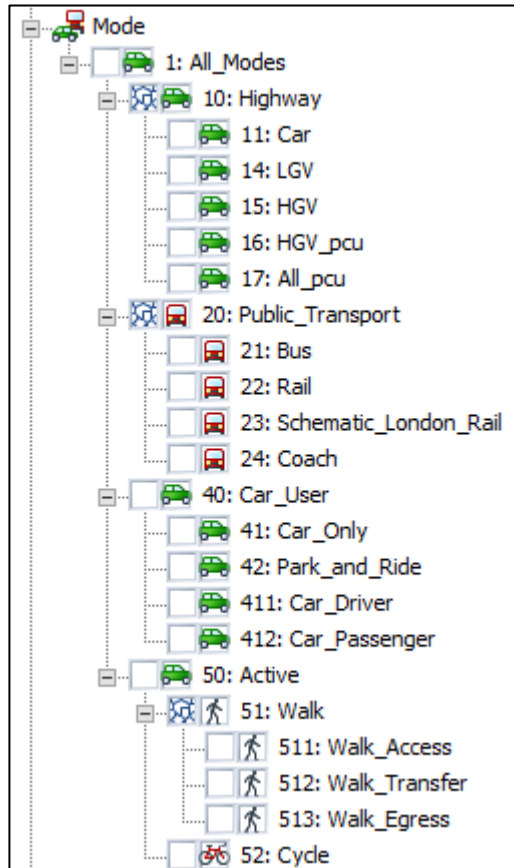 Mode
1: All_Modes
10: Highway
11: Car
14: LGV
15: HGV
16: HGV_pcu
17: All_pcu
20: Public_Transport
21: Bus
22: Rail
23: Schematic_London_Rail
24: Coach
40: Car_User
41: Car_Only
42: Park_and_Ride
411: Car_Driver
412: Car_Passenger
50: Active
51: Walk
511: Walk_Access
512: Walk_Transfer
513: Walk_Egress
52: Cycle